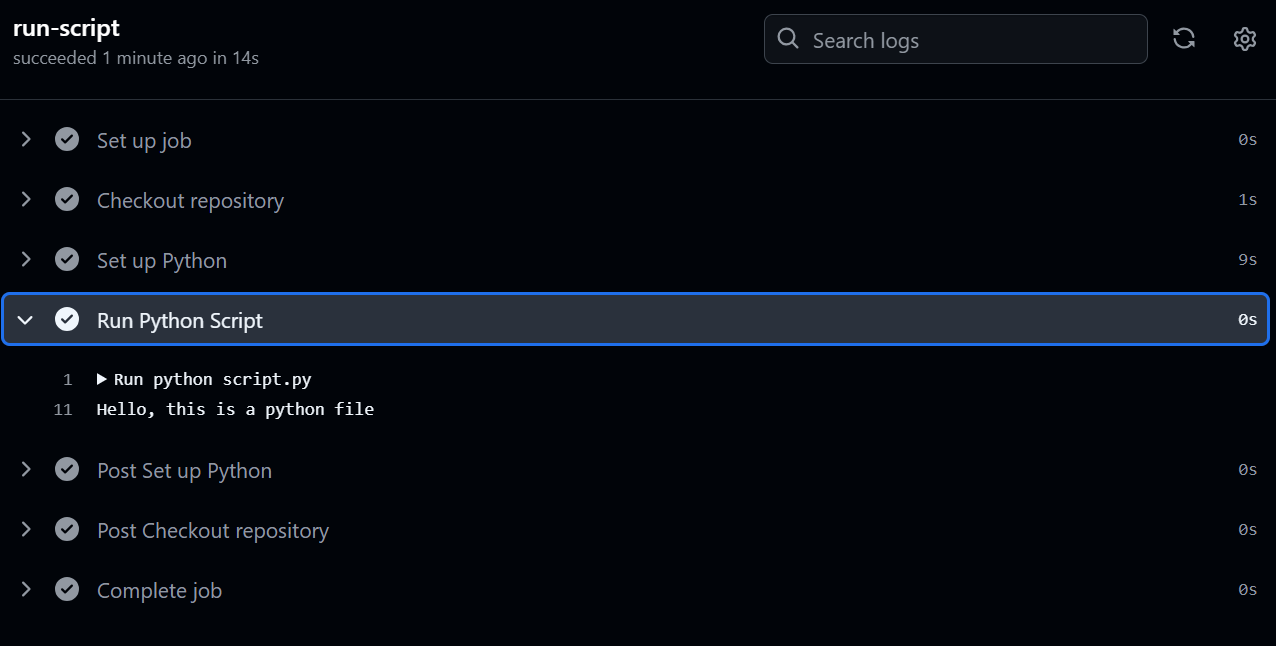 run-script
succeeded 1 minute ago in 14s
Search logs
Set up job 0s
Checkout repository 1s
Set up Python 9s
Run Python Script 0s
1 Run python script.py
11 Hello, this is a python file
Post Set up Python 0s
Post Checkout repository 0s
Complete job 0s